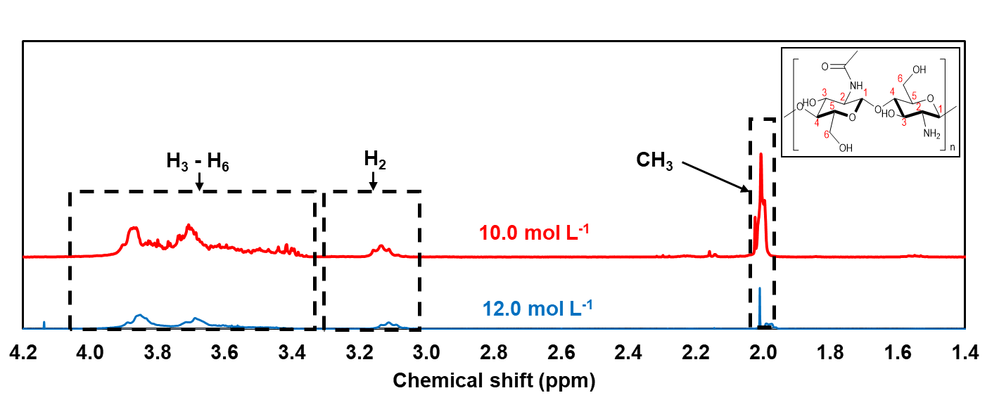 H3 - H6
H2
CH3
10.0 mol L-1
12.0 mol L-1
O
NH
6
OH
3
2
1
4
5
O
HO
5
O
O
2
1
O
4
HO
3
6
NH2
OH
n
4.2 4.0 3.8 3.6 3.4 3.2 3.0 2.8 2.6 2.4 2.2 2.0 1.8 1.6 1.4
Chemical shift (ppm)